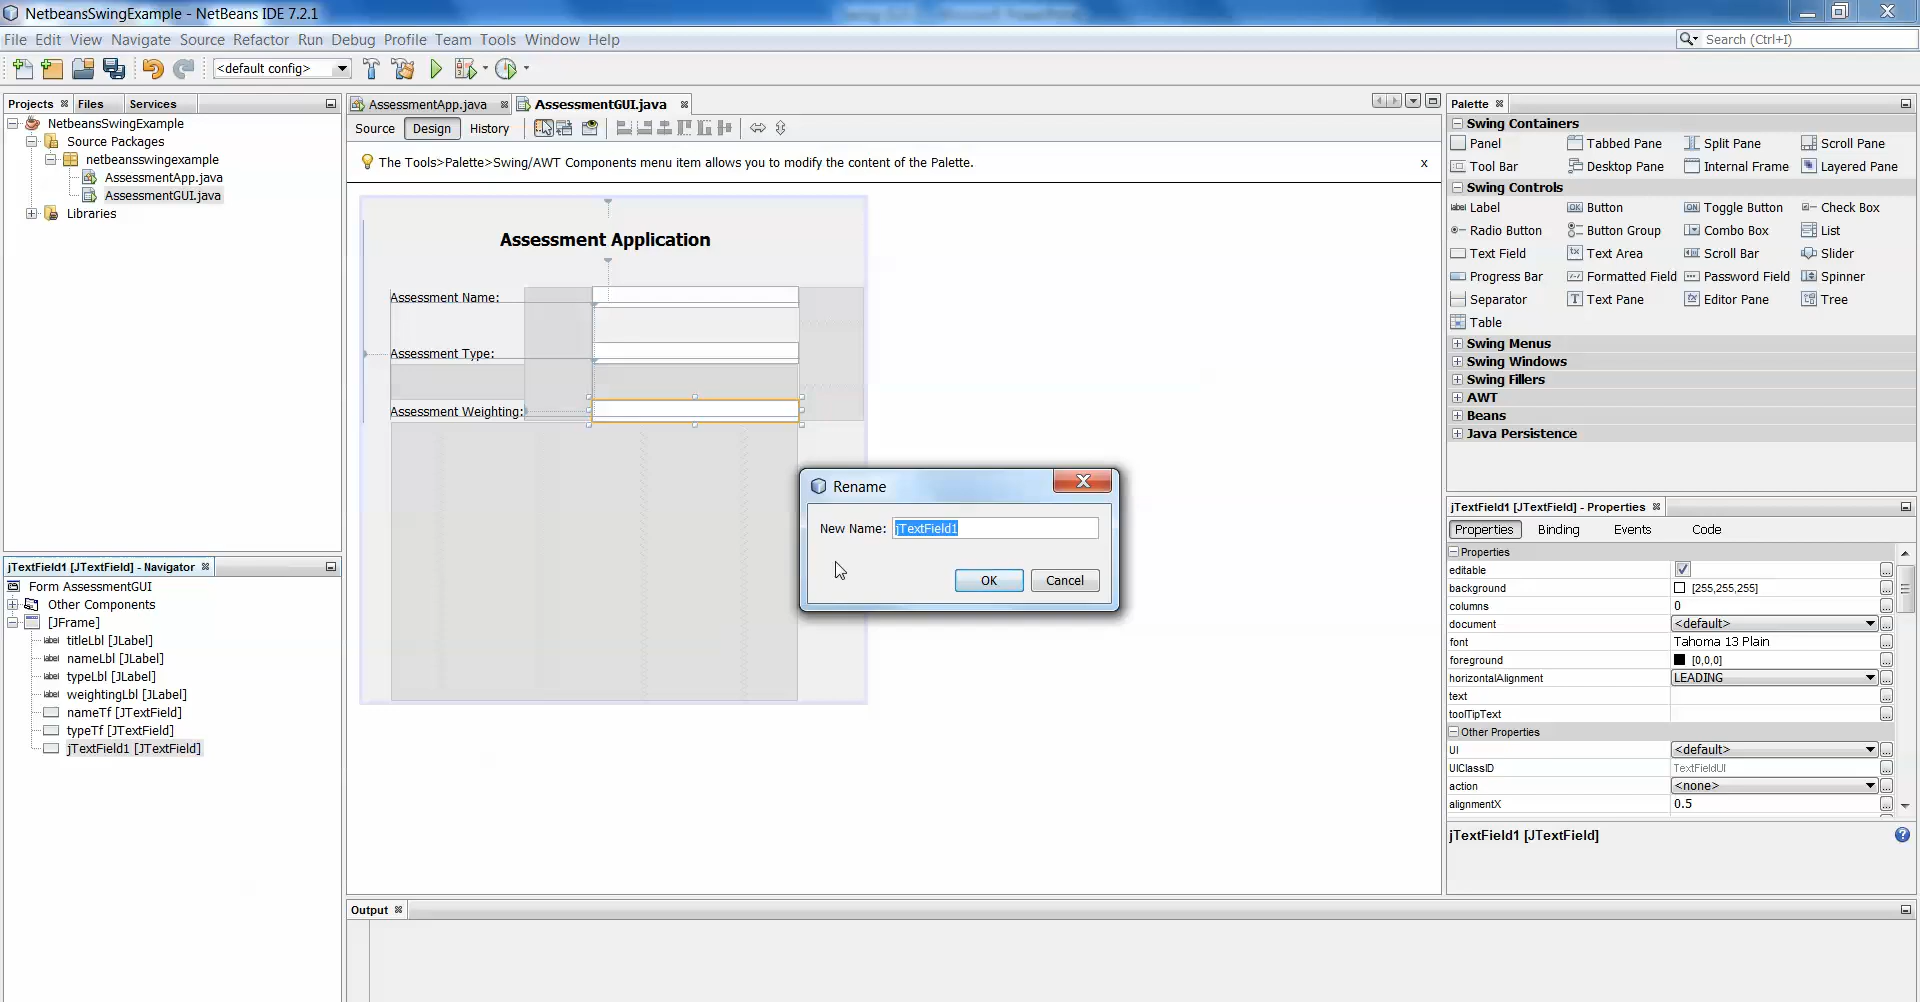 NetbeansSwingExample - NetBeans IDE 7.2.1
File Edit View Navigate Source Refactor Run Debug Profile Team Tools Window Help
Search (Ctrl+I)
<default config>
Projects
Files
Services
NetbeansSwingExample
Source Packages
netbeansswingexample
AssessmentApp.java
AssessmentGUI.java
Libraries
jTextField1 [JTextField] - Navigator
Form AssessmentGUI
Other Components
[JFrame]
titleLbl [JLabel]
nameLbl [JLabel]
typeLbl [JLabel]
weightingLbl [JLabel]
nameTf [JTextField]
typeTf [JTextField]
jTextField1 [JTextField]
AssessmentApp.java
AssessmentGUI.java
Source Design History
The Tools>Palette>Swing/AWT Components menu item allows you to modify the content of the Palette.
x
Assessment Application
Assessment Name:
Assessment Type:
Assessment Weighting:
Rename
New Name: jTextField1
OK Cancel
Output
Palette
Swing Containers
Panel Tabbed Pane Split Pane Scroll Pane
Tool Bar Desktop Pane Internal Frame Layered Pane
Swing Controls
label Label OK Button ON Toggle Button Check Box
Radio Button Button Group Combo Box List
Text Field Text Area Scroll Bar Slider
Progress Bar Formatted Field Password Field Spinner
Separator Text Pane Editor Pane Tree
Table
Swing Menus
Swing Windows
Swing Fillers
AWT
Beans
Java Persistence
jTextField1 [JTextField] - Properties
Properties Binding Events Code
Properties
editable
background [255,255,255]
columns 0
document <default>
font Tahoma 13 Plain
foreground [0,0,0]
horizontalAlignment LEADING
text
toolTipText
Other Properties
UI <default>
UIClassID TextFieldUI
action <none>
alignmentX 0.5
jTextField1 [JTextField]